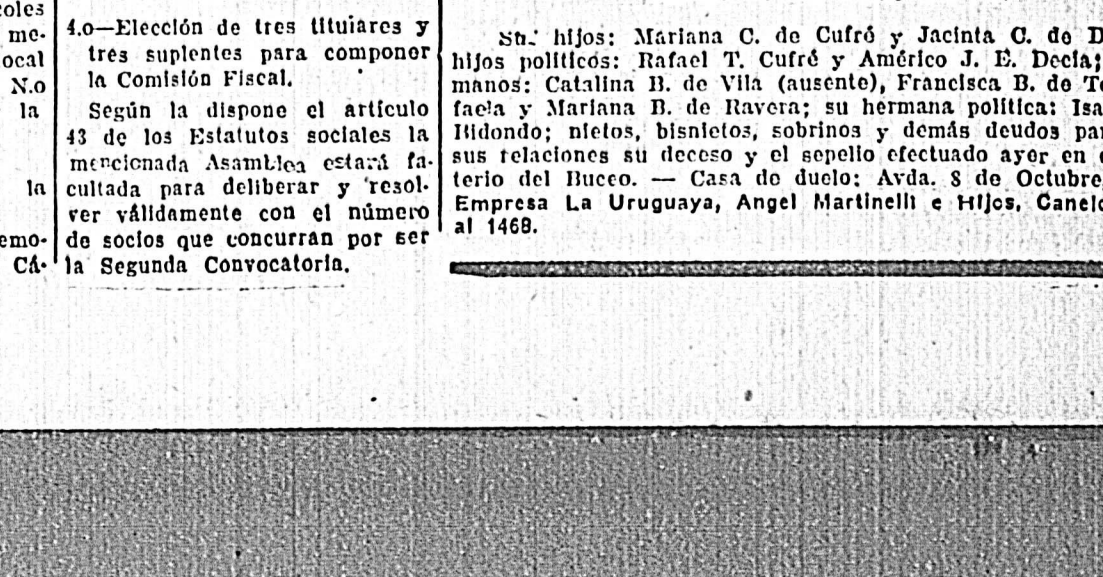 coles
me-
ocal
N.o
la
la
emo-
Cá-
4.o—Elección de tres titulares y
tres suplentes para componer
la Comisión Fiscal.
Según la dispone el artículo
43 de los Estatutos sociales la
mencionada Asamblea estará fa-
cultada para deliberar y resol-
ver válidamente con el número
de socios que concurran por ser
la Segunda Convocatoria.
hijos: Mariana C. de Cufré y Jacinta C. de D
hijos políticos: Rafael T. Cufré y Américo J. E. Decia;
manos: Catalina B. de Vila (ausente), Francisca B. de Te
faela y Mariana B. de Ravera; su hermana política: Isa
Ridondo; nietos, bisnietos, sobrinos y demás deudos par
sus relaciones su deceso y el sepelio efectuado ayer en
terio del Buceo. — Casa de duelo: Avda. 8 de Octubre
Empresa La Uruguaya, Angel Martinelli e Hijos, Canelo
al 1468.